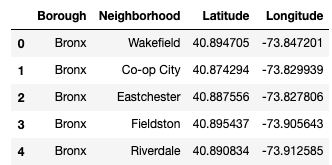 Borough Neighborhood Latitude Longitude
0 Bronx Wakefield 40.894705 -73.847201
1 Bronx Co-op City 40.874294 -73.829939
2 Bronx Eastchester 40.887556 -73.827806
3 Bronx Fieldston 40.895437 -73.905643
4 Bronx Riverdale 40.890834 -73.912585